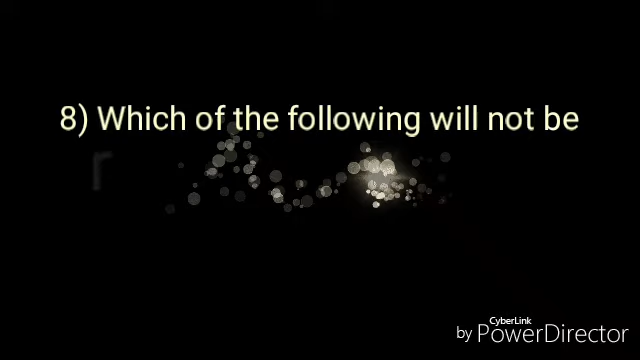 8) Which of the following will not be
r
CyberLink
by PowerDirector